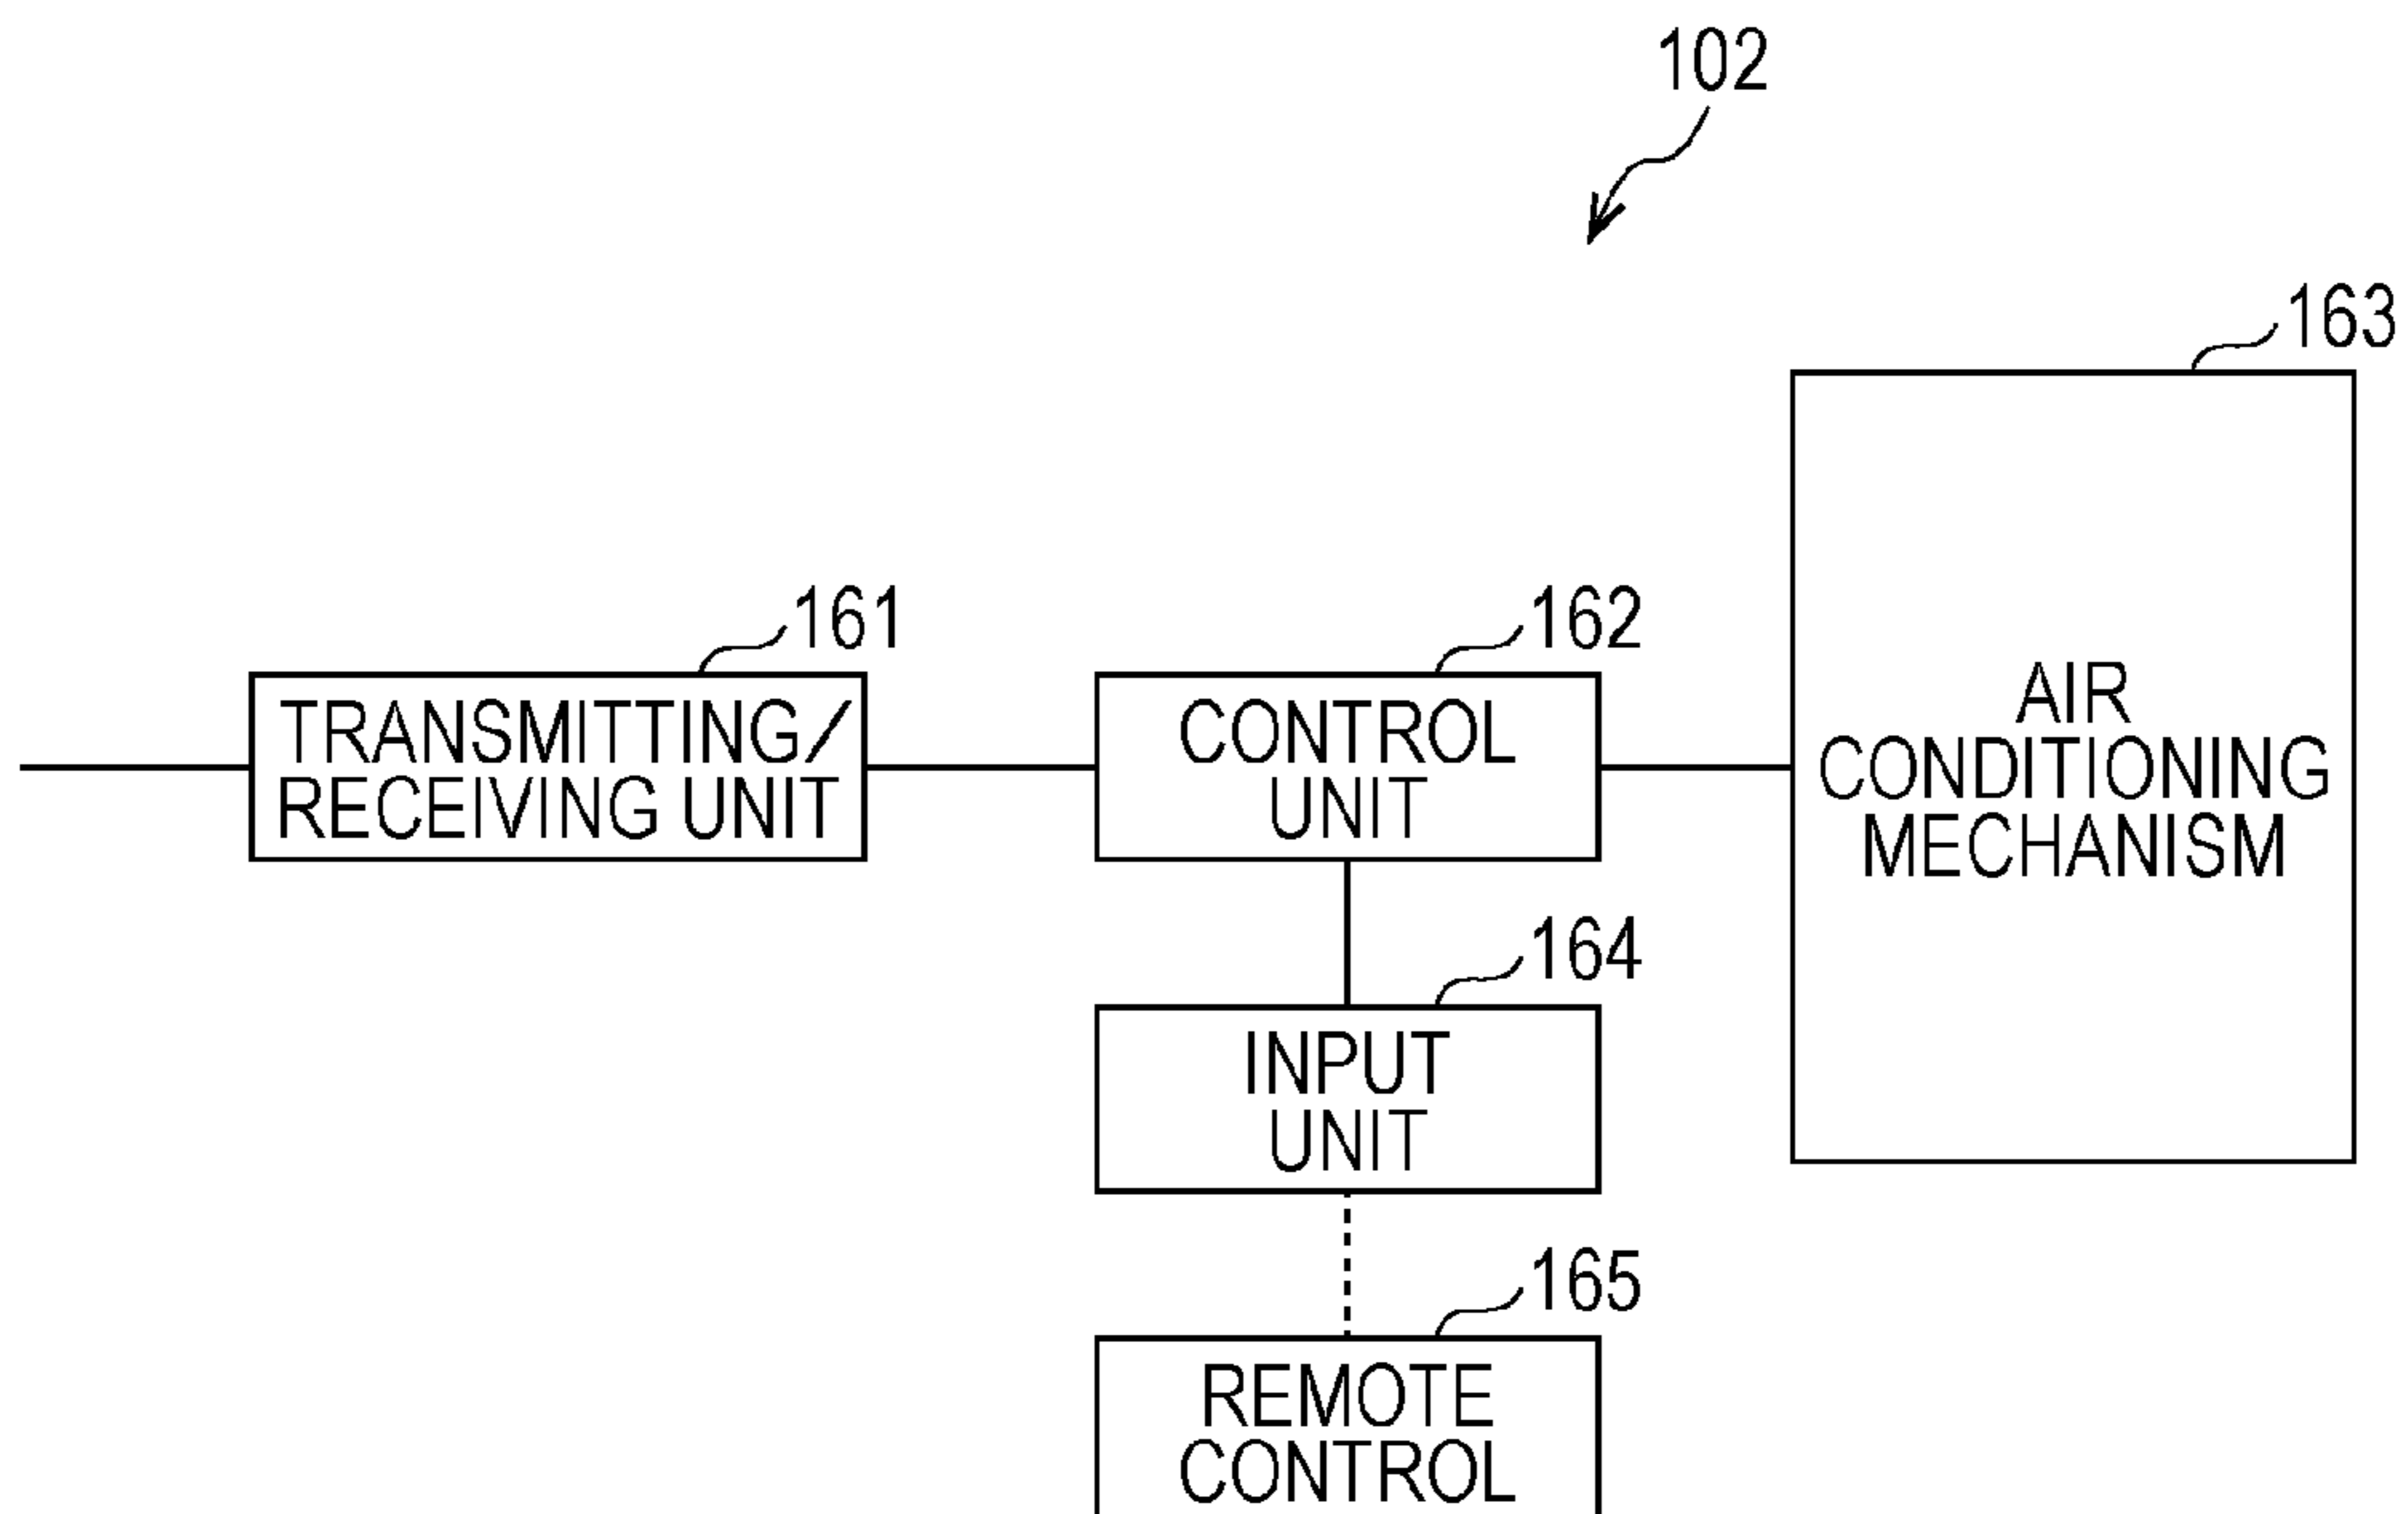 102
163
161
162
TRANSMITTING/
RECEIVING UNIT
CONTROL
UNIT
AIR
CONDITIONING
MECHANISM
164
INPUT
UNIT
165
REMOTE
CONTROL